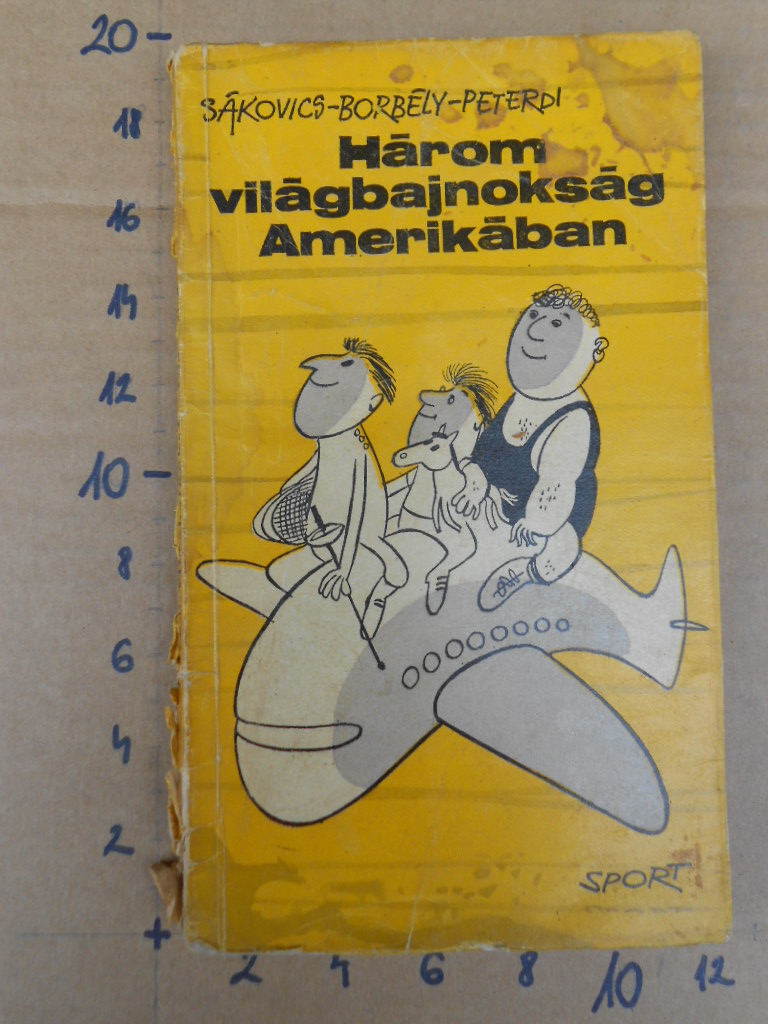 SÁKOVICS-BORBÉLY-PETERDI
Három
világbajnokság
Amerikában
SPORT
20
18
16
14
12
10
8
6
4
2
+
2 4 6 8 10 12